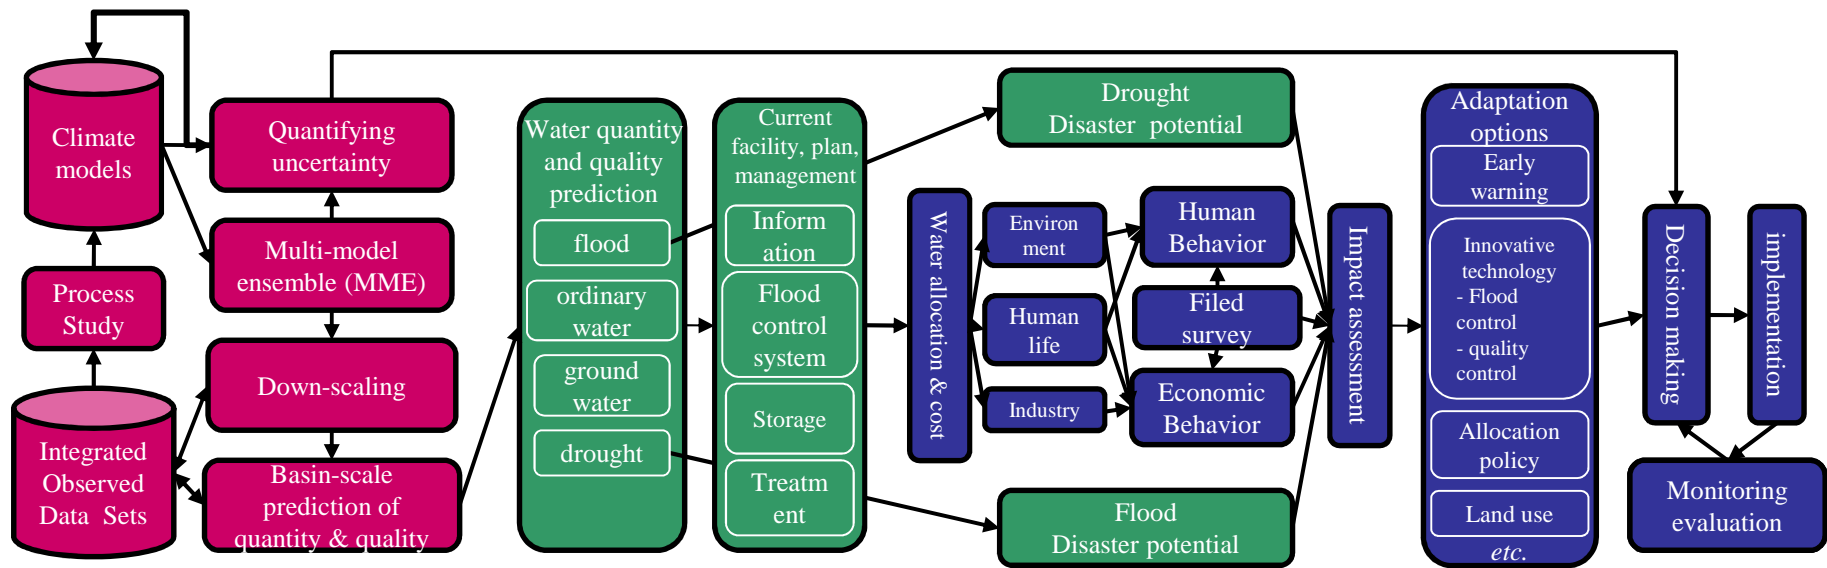 Climate
models
Process
Study
Integrated
Observed
Data Sets
Quantifying
uncertainty
Multi-model
ensemble (MME)
Down-scaling
Basin-scale
prediction of
quantity & quality
Water quantity
and quality
prediction
flood
ordinary
water
ground
water
drought
Current
facility, plan,
management
Inform
ation
Flood
control
system
Storage
Treatm
ent
Drought
Disaster potential
Water allocation & cost
Environ
ment
Human
life
Industry
Human
Behavior
Filed
survey
Economic
Behavior
Flood
Disaster potential
Impact assessment
Adaptation
options
Early
warning
Innovative
technology
- Flood
control
- quality
control
Allocation
policy
Land use
etc.
Decision making
implementation
Monitoring
evaluation